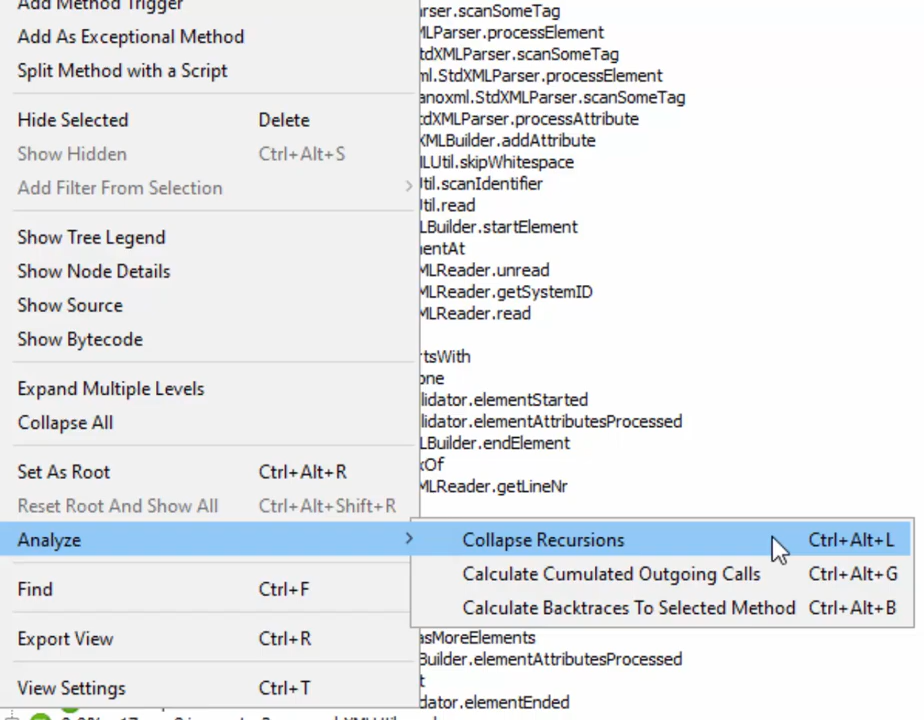 Add Method Trigger
Add As Exceptional Method
Split Method with a Script
Hide Selected Delete
Show Hidden Ctrl+Alt+S
Add Filter From Selection
Show Tree Legend
Show Node Details
Show Source
Show Bytecode
Expand Multiple Levels
Collapse All
Set As Root Ctrl+Alt+R
Reset Root And Show All Ctrl+Alt+Shift+R
Analyze
Find Ctrl+F
Export View Ctrl+R
View Settings Ctrl+T
Collapse Recursions Ctrl+Alt+L
Calculate Cumulated Outgoing Calls Ctrl+Alt+G
Calculate Backtraces To Selected Method Ctrl+Alt+B
rser.scanSomeTag
MLParser.processElement
tdXMLParser.scanSomeTag
ml.StdXMLParser.processElement
anoxml.StdXMLParser.scanSomeTag
tdXMLParser.processAttribute
XMLBuilder.addAttribute
MLUtil.skipWhitespace
til.scanIdentifier
til.read
LBuilder.startElement
mentAt
MLReader.unread
MLReader.getSystemID
MLReader.read
rtsWith
one
lidator.elementStarted
lidator.elementAttributesProcessed
LBuilder.endElement
xOf
MLReader.getLineNr
asMoreElements
Builder.elementAttributesProcessed
t
dator.elementEnded